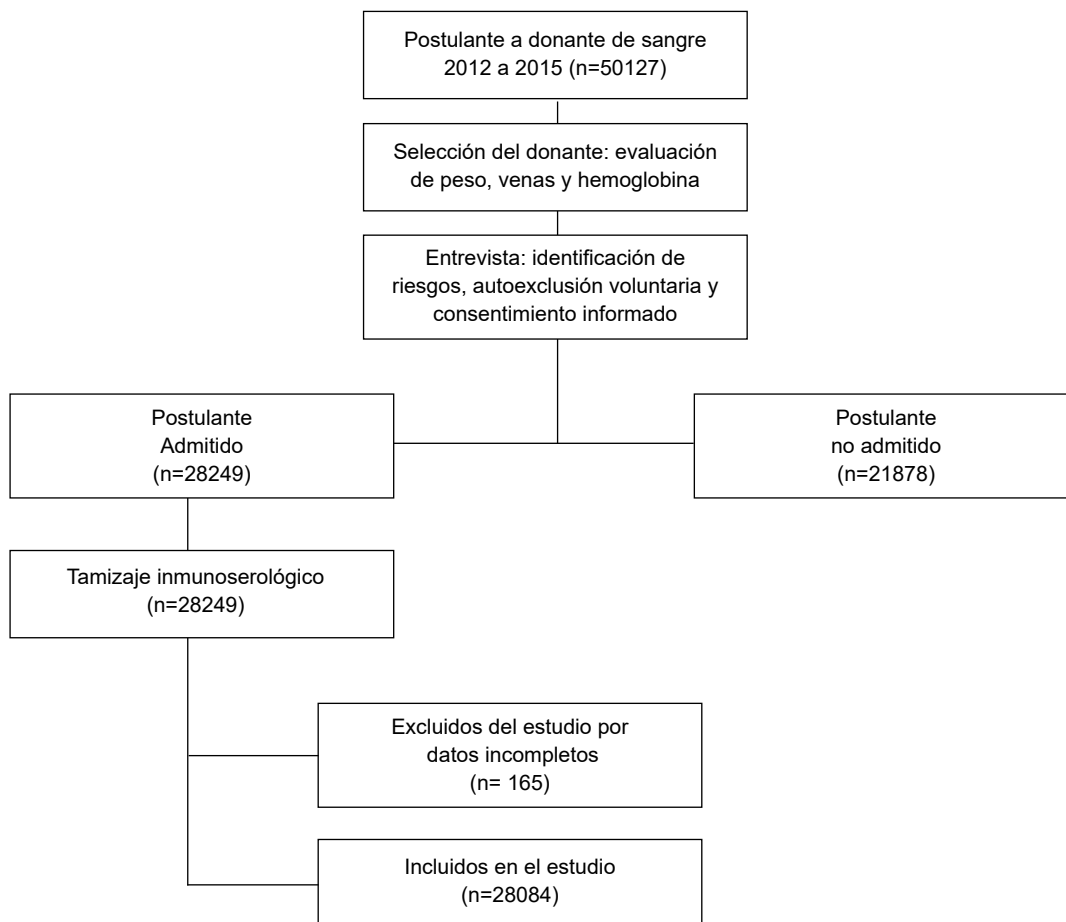 Postulante a donante de sangre
2012 a 2015 (n=50127)
Selección del donante: evaluación
de peso, venas y hemoglobina
Entrevista: identificación de
riesgos, autoexclusión voluntaria y
consentimiento informado
Postulante
Admitido
(n=28249)
Postulante
no admitido
(n=21878)
Tamizaje inmunoserológico
(n=28249)
Excluidos del estudio por
datos incompletos
(n= 165)
Incluidos en el estudio
(n=28084)